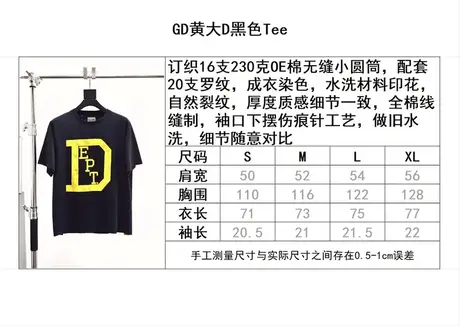 GD黄大D黑色Tee
订织16支230克OE棉无缝小圆筒，配套
20支罗纹，成衣染色，水洗材料印花，
自然裂纹，厚度质感细节一致，全棉线
缝制，袖口下摆伤痕针工艺，做旧水
洗，细节随意对比
尺码 S M L XL
肩宽 50 52 54 56
胸围 110 116 122 128
衣长 71 73 75 77
袖长 20.5 21 21.5 22
手工测量尺寸与实际尺寸之间存在0.5-1cm误差
D
EPT